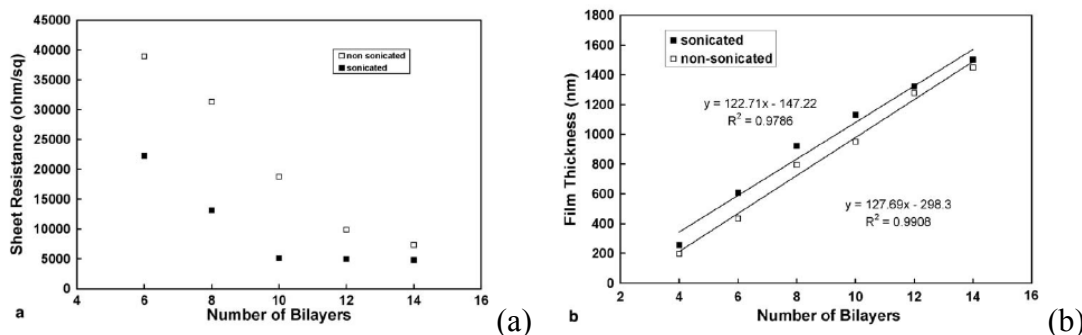 45000
40000
35000
30000
25000
20000
15000
10000
5000
0
Sheet Resistance (ohm/sq)
non sonicated
sonicated
4 6 8 10 12 14 16
Number of Bilayers
a
(a)
1800
1600
1400
1200
1000
800
600
400
200
0
Film Thickness (nm)
sonicated
non-sonicated
y = 122.71x - 147.22
R² = 0.9786
y = 127.69x - 298.3
R² = 0.9908
2 4 6 8 10 12 14 16
Number of Bilayers
b
(b)